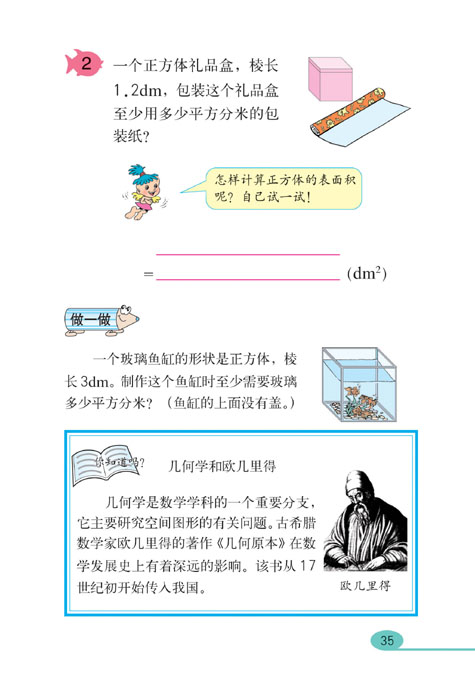 2
一个正方体礼品盒，棱长
1.2dm，包装这个礼品盒
至少用多少平方分米的包
装纸？
怎样计算正方体的表面积
呢？自己试一试！
= (dm²)
做一做
一个玻璃鱼缸的形状是正方体，棱
长3dm。制作这个鱼缸时至少需要玻璃
多少平方分米？（鱼缸的上面没有盖。）
你知道吗？
几何学和欧几里得
几何学是数学学科的一个重要分支，
它主要研究空间图形的有关问题。古希腊
数学家欧几里得的著作《几何原本》在数
学发展史上有着深远的影响。该书从17
世纪初开始传入我国。
欧几里得
35